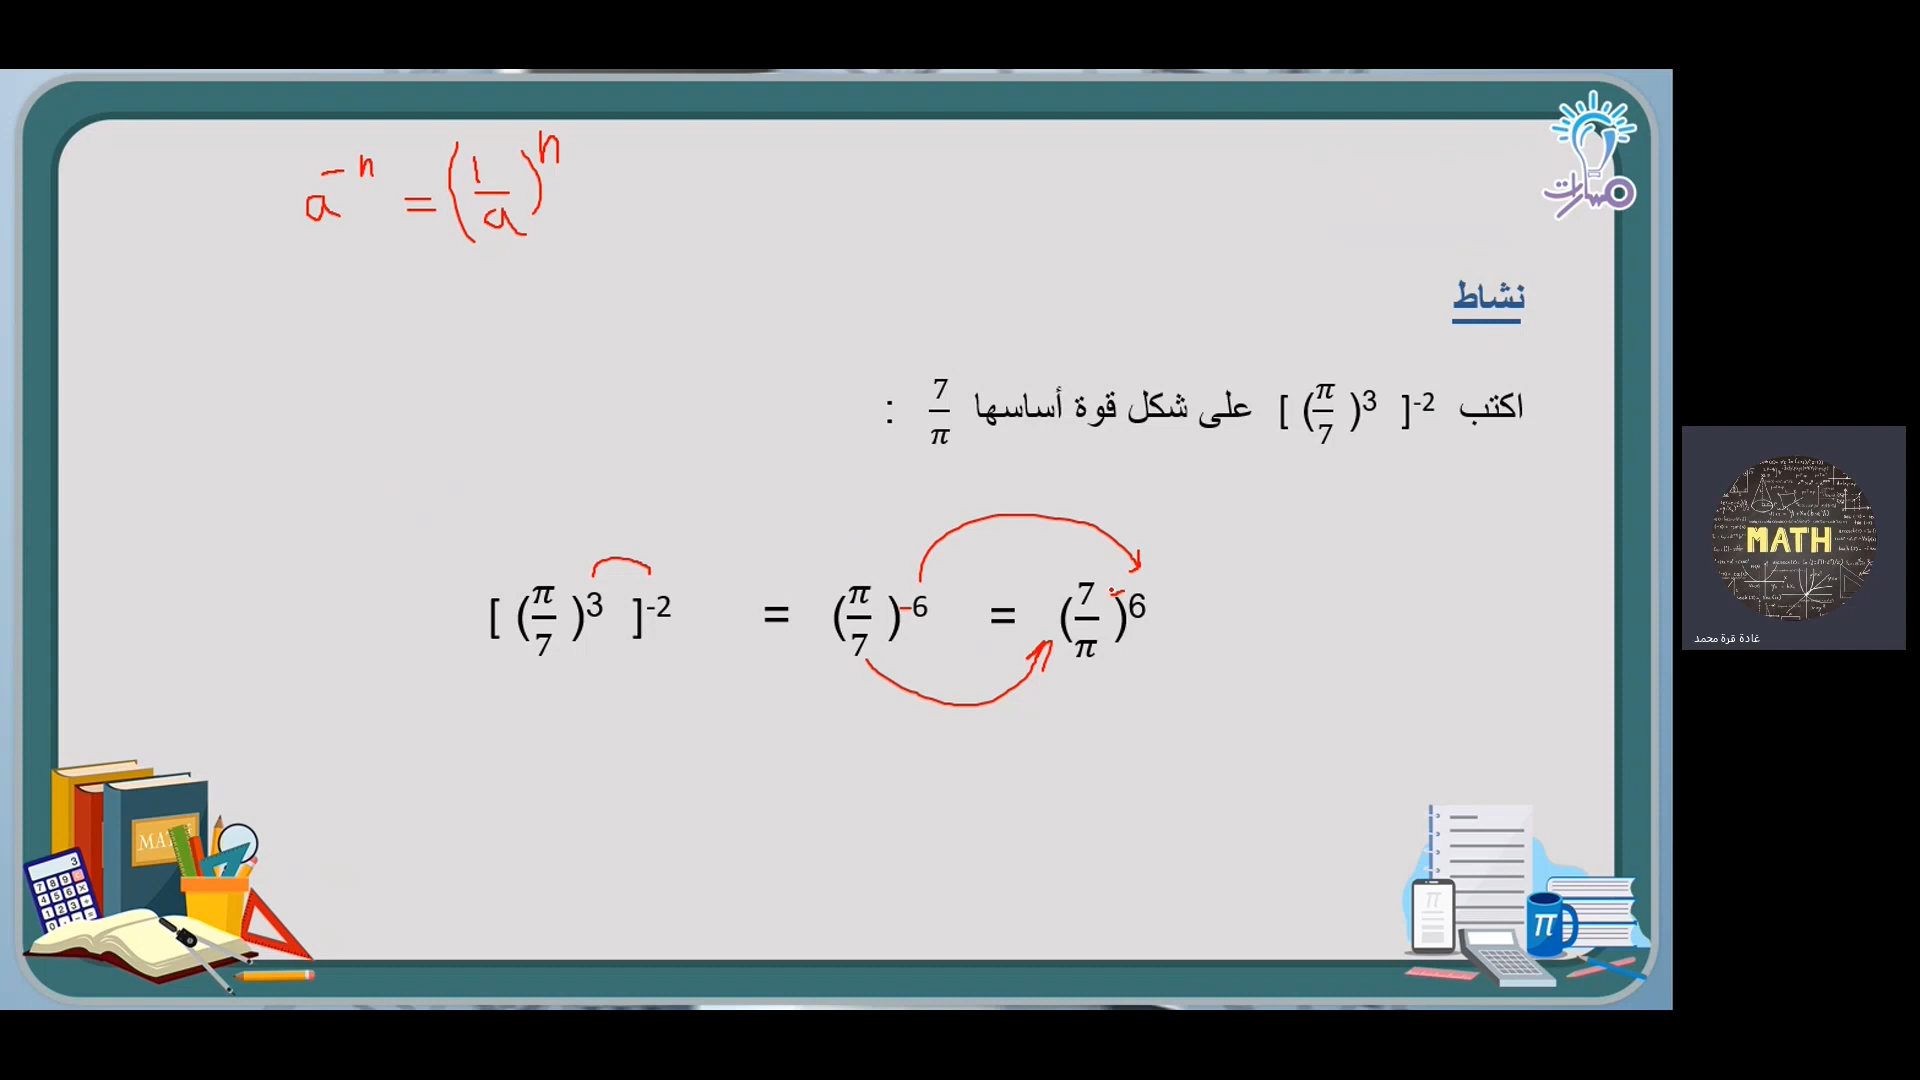 a⁻ⁿ = (1/a)ⁿ
مسارات
نشاط
اكتب [ (π/7)³ ]⁻² على شكل قوة أساسها 7/π :
[ (π/7)³ ]⁻² = (π/7)⁻⁶ = (7/π)⁶
MATH
غادة قرة محمد
π
π